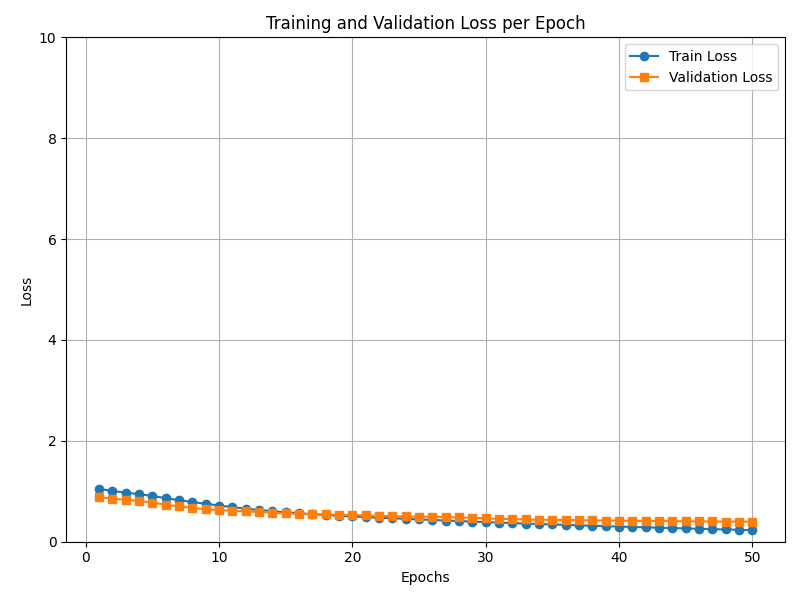 Training and Validation Loss per Epoch
Train Loss
Validation Loss
10
8
6
4
2
0
Loss
0 10 20 30 40 50
Epochs